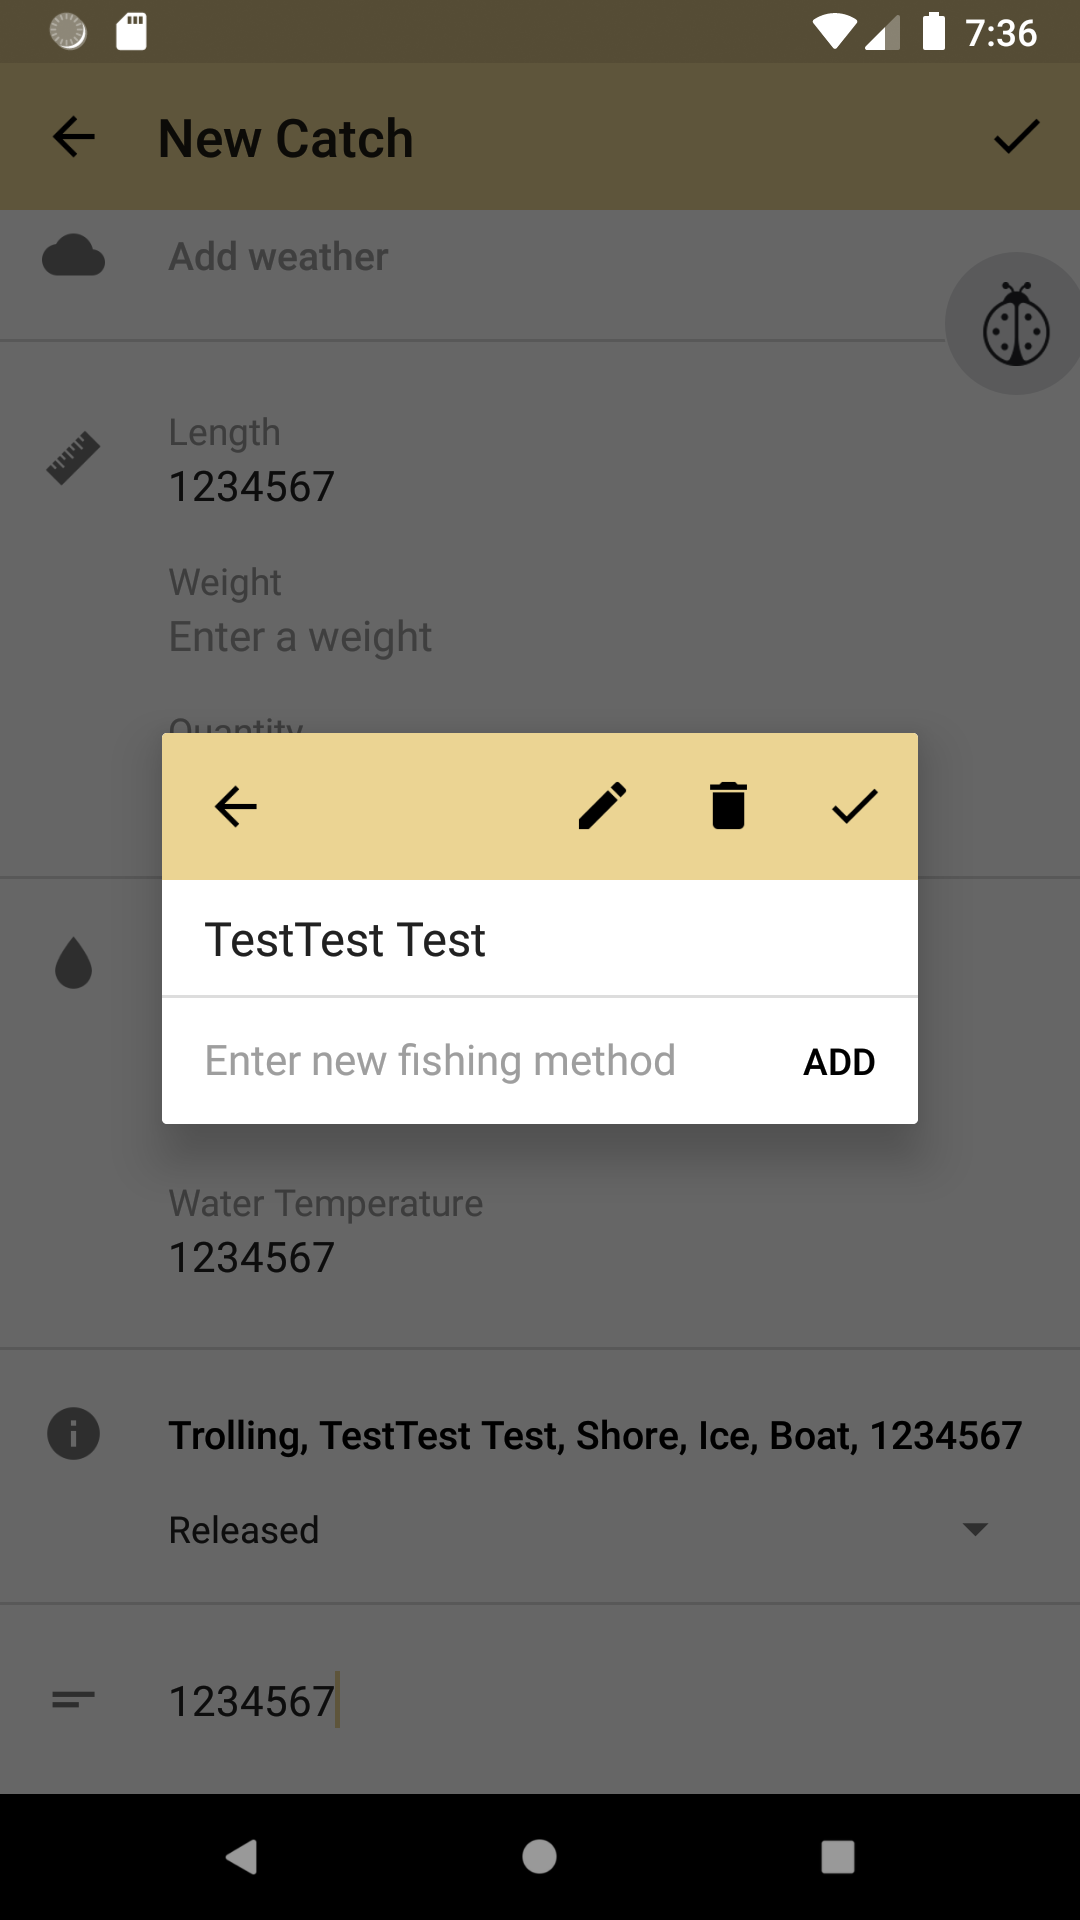 7:36
New Catch
Add weather
Length
1234567
Weight
Enter a weight
Quantity
TestTest Test
Enter new fishing method
ADD
Water Temperature
1234567
Trolling, TestTest Test, Shore, Ice, Boat, 1234567
Released
1234567